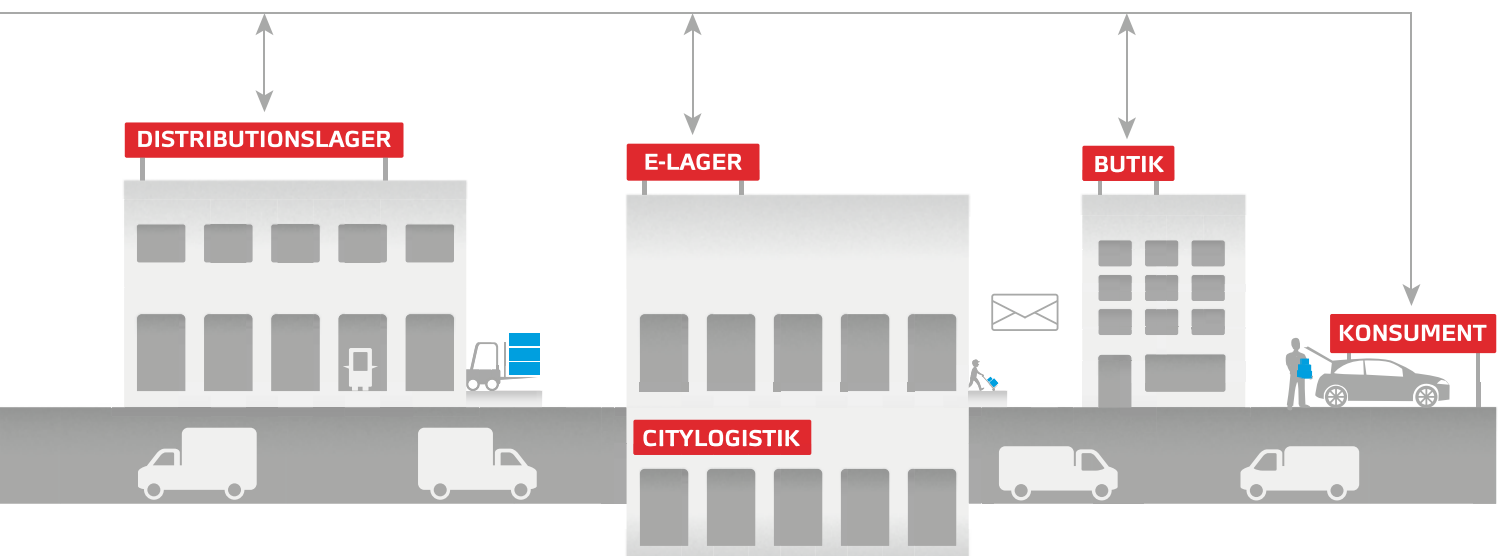 DISTRIBUTIONSLAGER
E-LAGER
BUTIK
KONSUMENT
CITYLOGISTIK